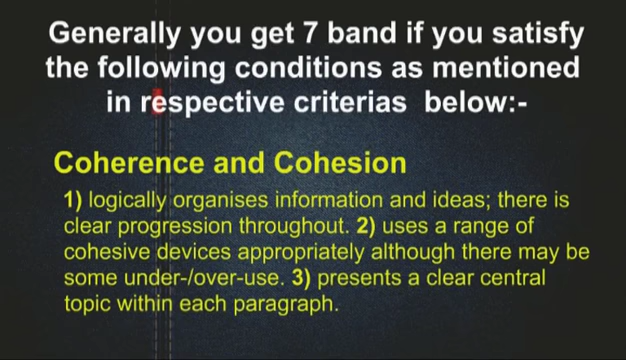 Generally you get 7 band if you satisfy
the following conditions as mentioned
in respective criterias below:-
Coherence and Cohesion
1) logically organises information and ideas; there is
clear progression throughout. 2) uses a range of
cohesive devices appropriately although there may be
some under-/over-use. 3) presents a clear central
topic within each paragraph.